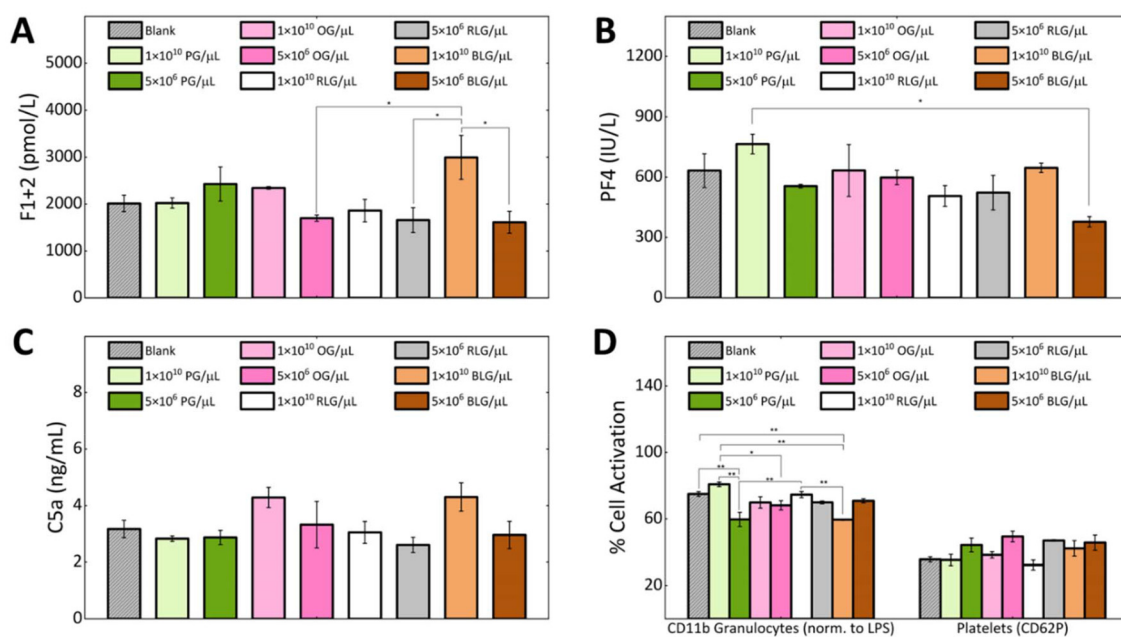 A
Blank
1×10¹⁰ OG/μL
5×10⁶ RLG/μL
1×10¹⁰ PG/μL
5×10⁶ OG/μL
1×10¹⁰ BLG/μL
5×10⁶ PG/μL
1×10¹⁰ RLG/μL
5×10⁶ BLG/μL
F1+2 (pmol/L)
5000
4000
3000
2000
1000
0
*
*
*
B
Blank
1×10¹⁰ OG/μL
5×10⁶ RLG/μL
1×10¹⁰ PG/μL
5×10⁶ OG/μL
1×10¹⁰ BLG/μL
5×10⁶ PG/μL
1×10¹⁰ RLG/μL
5×10⁶ BLG/μL
PF4 (IU/L)
1200
900
600
300
0
*
C
Blank
1×10¹⁰ OG/μL
5×10⁶ RLG/μL
1×10¹⁰ PG/μL
5×10⁶ OG/μL
1×10¹⁰ BLG/μL
5×10⁶ PG/μL
1×10¹⁰ RLG/μL
5×10⁶ BLG/μL
C5a (ng/mL)
8
6
4
2
0
D
Blank
1×10¹⁰ OG/μL
5×10⁶ RLG/μL
1×10¹⁰ PG/μL
5×10⁶ OG/μL
1×10¹⁰ BLG/μL
5×10⁶ PG/μL
1×10¹⁰ RLG/μL
5×10⁶ BLG/μL
% Cell Activation
140
100
60
20
**
**
*
**
**
**
**
CD11b Granulocytes (norm. to LPS)
Platelets (CD62P)